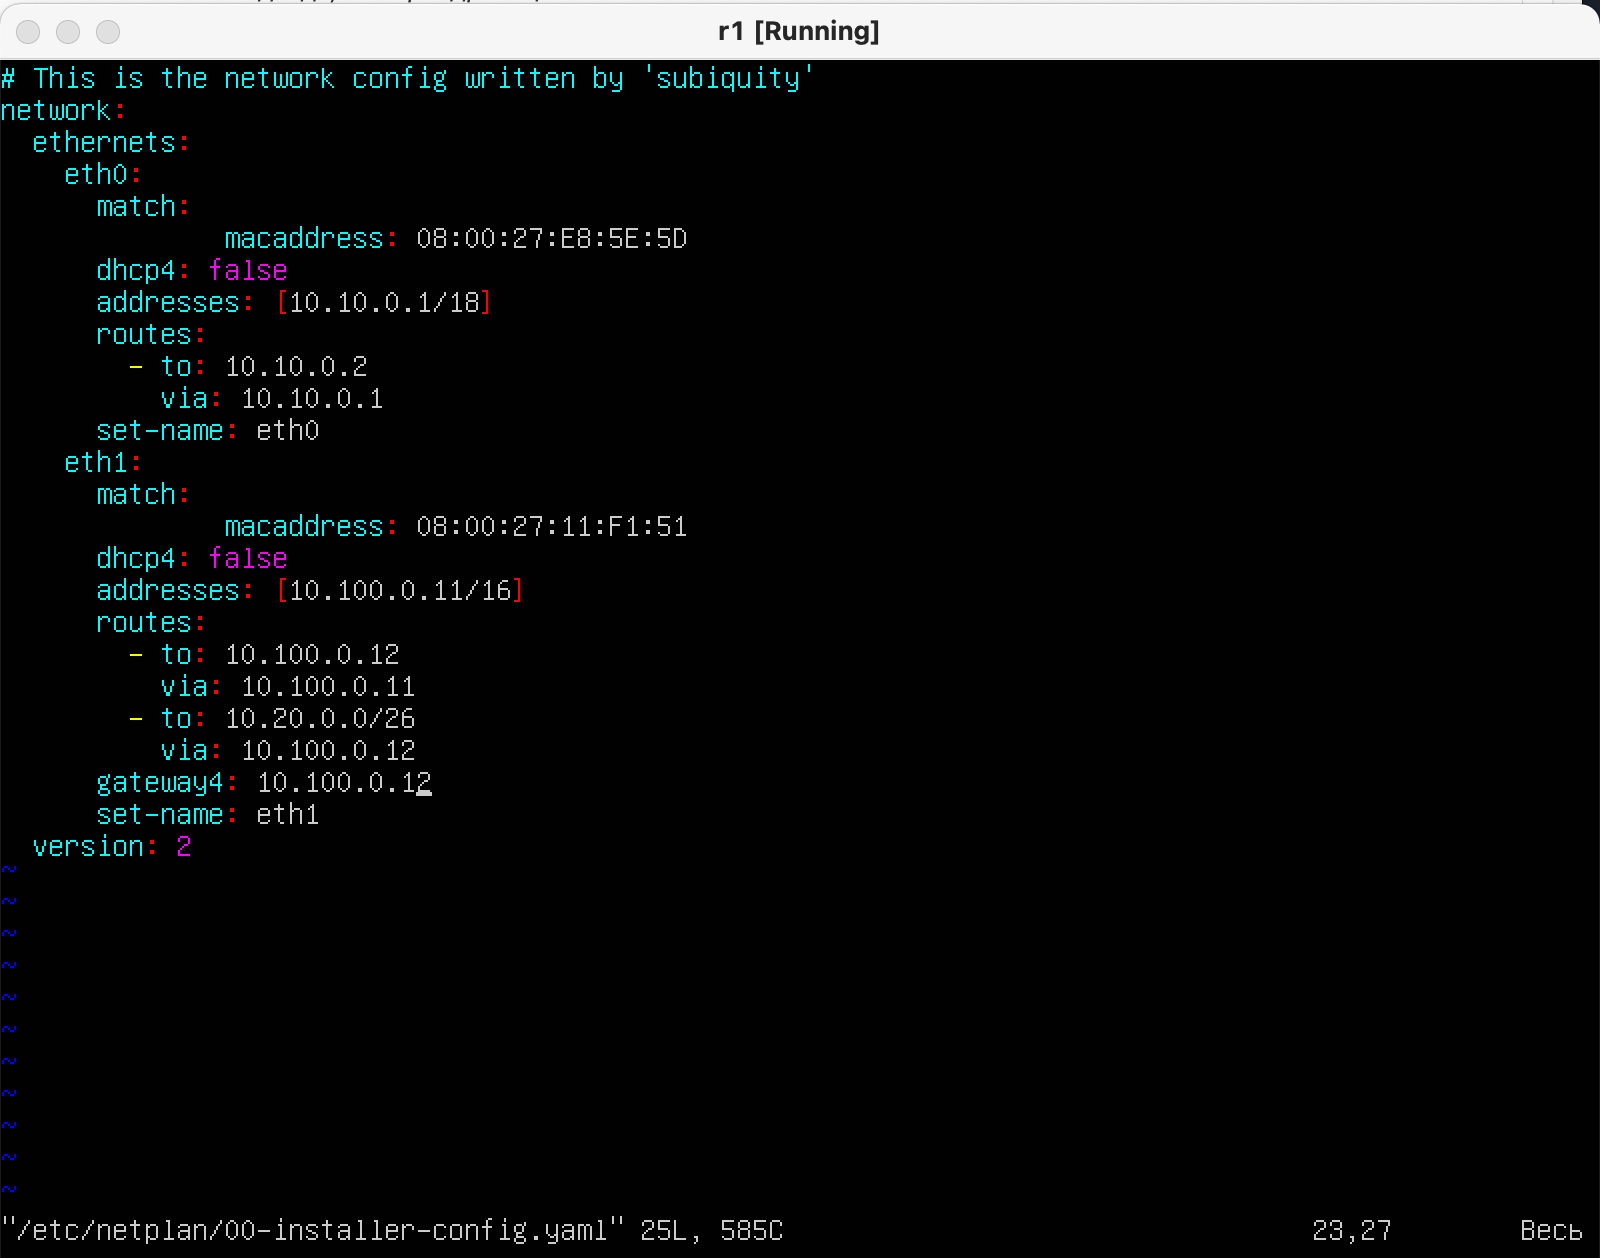 r1 [Running]
# This is the network config written by 'subiquity'
network:
  ethernets:
    eth0:
      match:
              macaddress: 08:00:27:E8:5E:5D
      dhcp4: false
      addresses: [10.10.0.1/18]
      routes:
        - to: 10.10.0.2
          via: 10.10.0.1
      set-name: eth0
    eth1:
      match:
              macaddress: 08:00:27:11:F1:51
      dhcp4: false
      addresses: [10.100.0.11/16]
      routes:
        - to: 10.100.0.12
          via: 10.100.0.11
        - to: 10.20.0.0/26
          via: 10.100.0.12
      gateway4: 10.100.0.12
      set-name: eth1
  version: 2
~
~
~
~
~
~
~
~
~
~
~
"/etc/netplan/00-installer-config.yaml" 25L, 585C 23,27 Весь